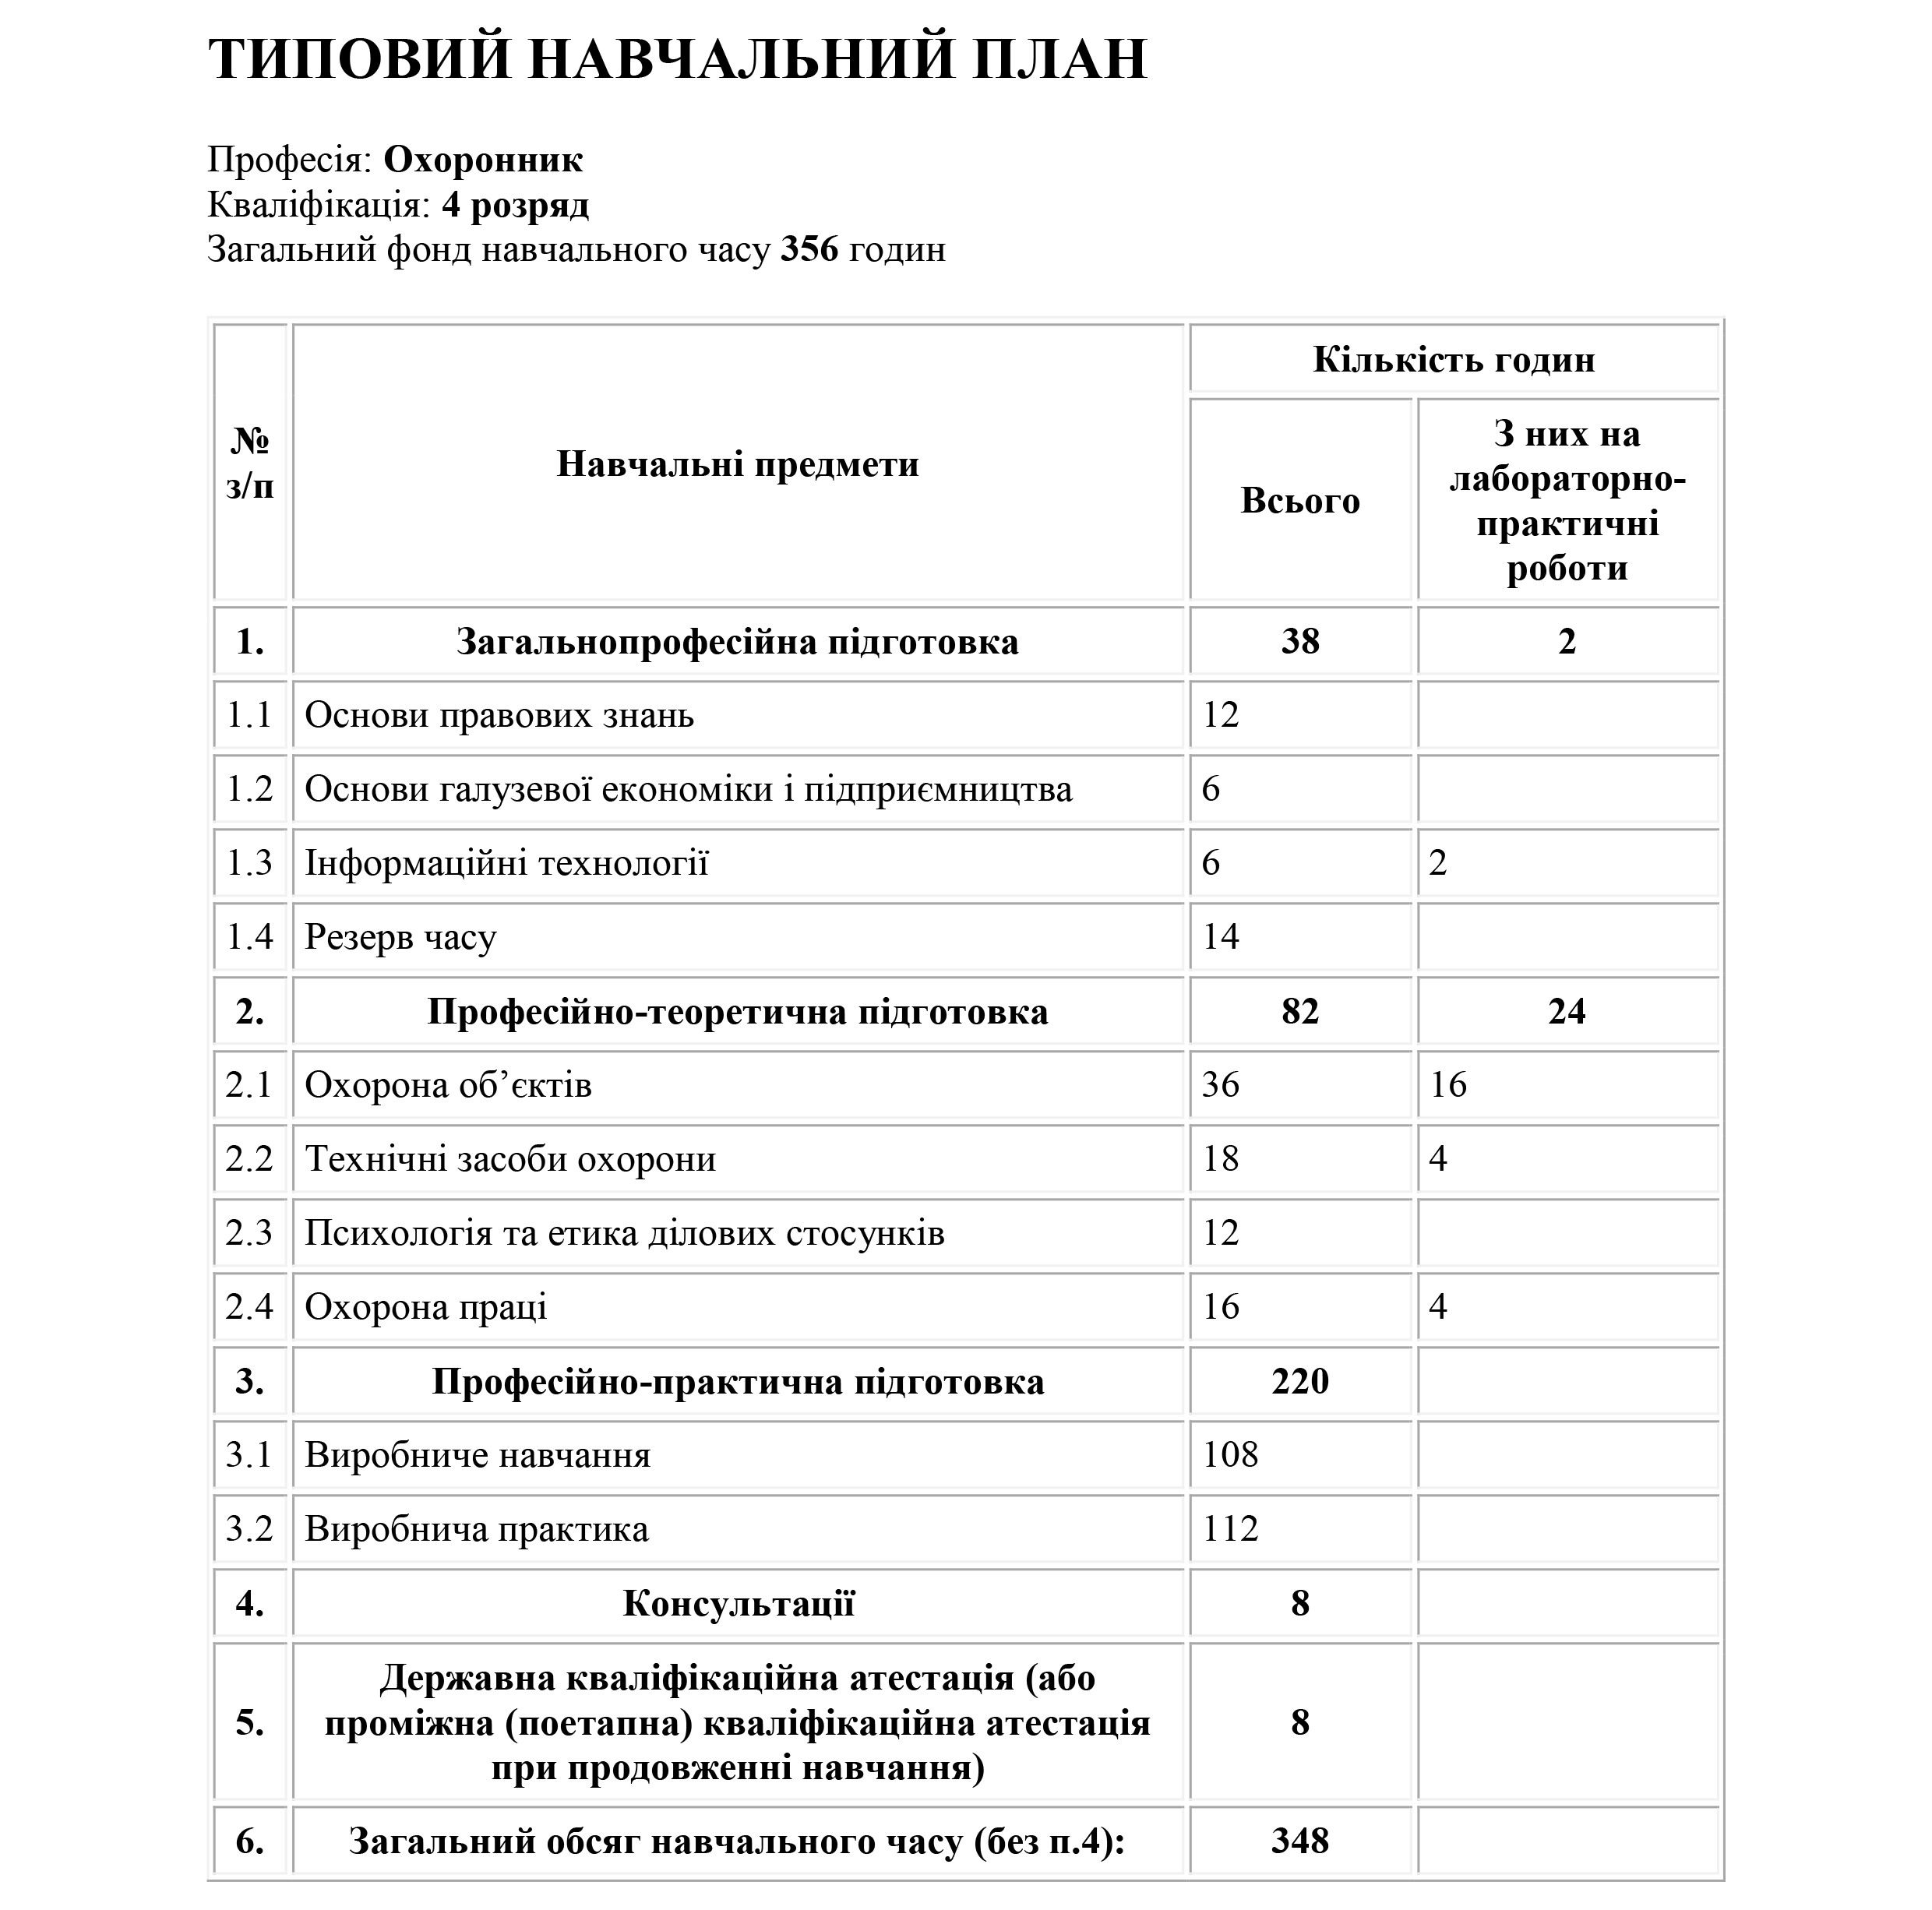 ТИПОВИЙ НАВЧАЛЬНИЙ ПЛАН
Професія: Охоронник
Кваліфікація: 4 розряд
Загальний фонд навчального часу 356 годин
№ з/п
Навчальні предмети
Кількість годин
Всього
З них на
лабораторно-
практичні
роботи
1. Загальнопрофесійна підготовка 38 2
1.1 Основи правових знань 12
1.2 Основи галузевої економіки і підприємництва 6
1.3 Інформаційні технології 6 2
1.4 Резерв часу 14
2. Професійно-теоретична підготовка 82 24
2.1 Охорона об’єктів 36 16
2.2 Технічні засоби охорони 18 4
2.3 Психологія та етика ділових стосунків 12
2.4 Охорона праці 16 4
3. Професійно-практична підготовка 220
3.1 Виробниче навчання 108
3.2 Виробнича практика 112
4. Консультації 8
Державна кваліфікаційна атестація (або
5. проміжна (поетапна) кваліфікаційна атестація 8
при продовженні навчання)
6. Загальний обсяг навчального часу (без п.4): 348